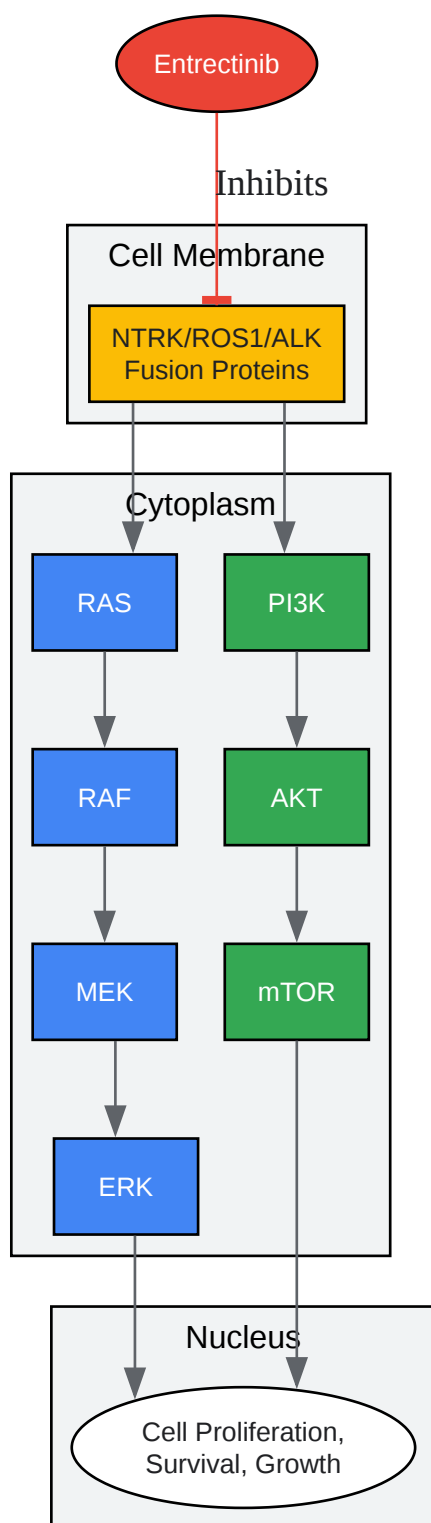 Entrectinib
Inhibits
Cell Membrane
NTRK/ROS1/ALK
Fusion Proteins
Cytoplasm
RAS
PI3K
RAF
AKT
MEK
mTOR
ERK
Nucleus
Cell Proliferation,
Survival, Growth